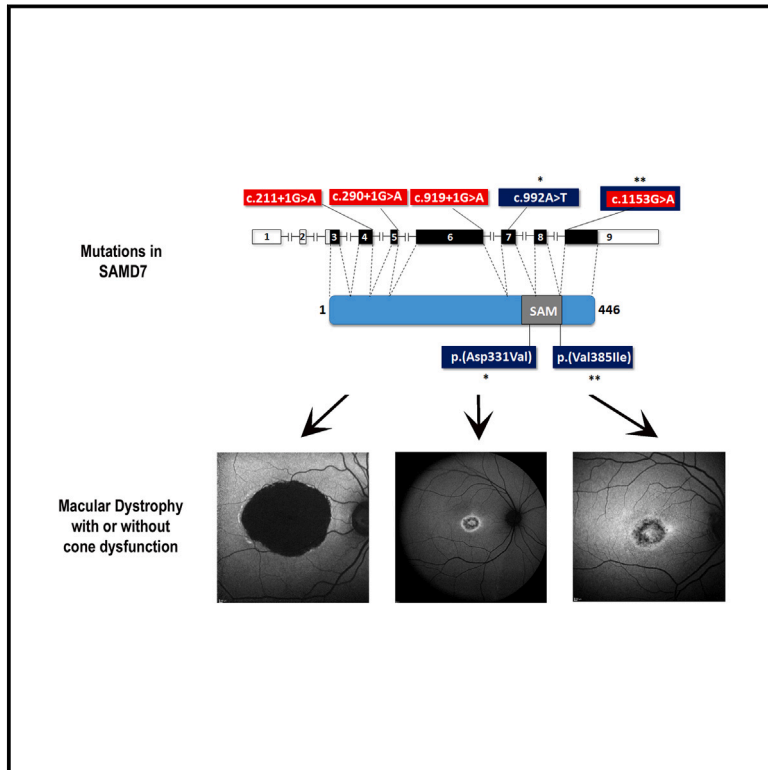 *
**
c.211+1G>A
c.290+1G>A
c.919+1G>A
c.992A>T
c.1153G>A
Mutations in
SAMD7
1
2
3
4
5
6
7
8
9
1
SAM
446
p.(Asp331Val)
p.(Val385Ile)
*
**
Macular Dystrophy
with or without
cone dysfunction